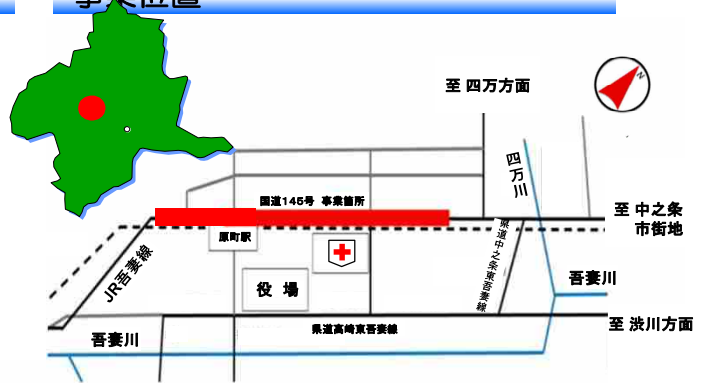 事業位置
至 四万方面
N
四万川
国道145号 事業箇所
至 中之条
市街地
原町駅
県道中之条東吾妻線
JR吾妻線
吾妻川
役 場
県道高崎東吾妻線
至 渋川方面
吾妻川